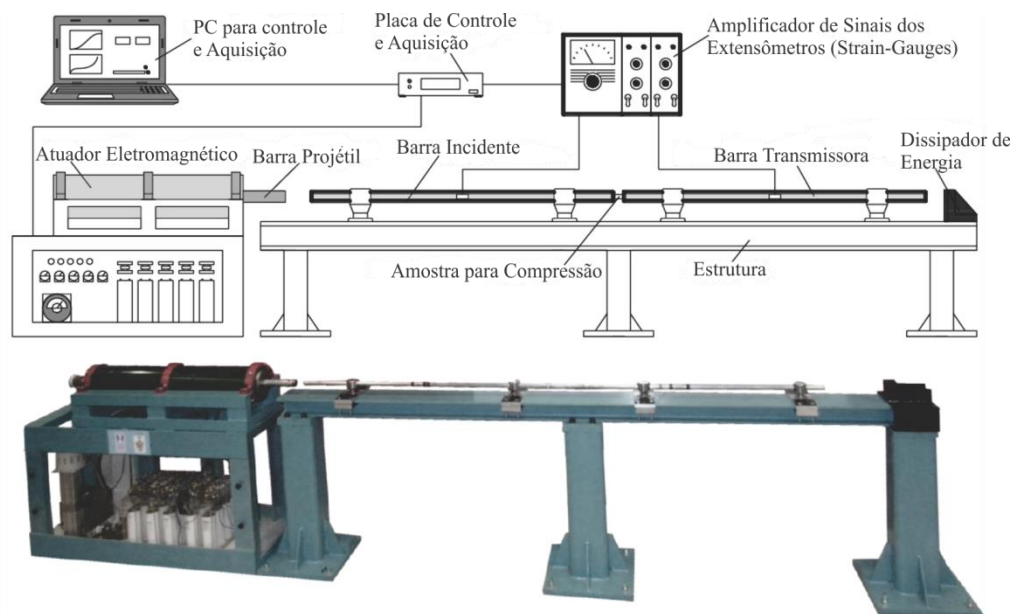 PC para controle
e Aquisição
Placa de Controle
e Aquisição
Amplificador de Sinais dos
Extensômetros (Strain-Gauges)
Atuador Eletromagnético
Barra Projétil
Barra Incidente
Barra Transmissora
Dissipador de
Energia
Amostra para Compressão
Estrutura